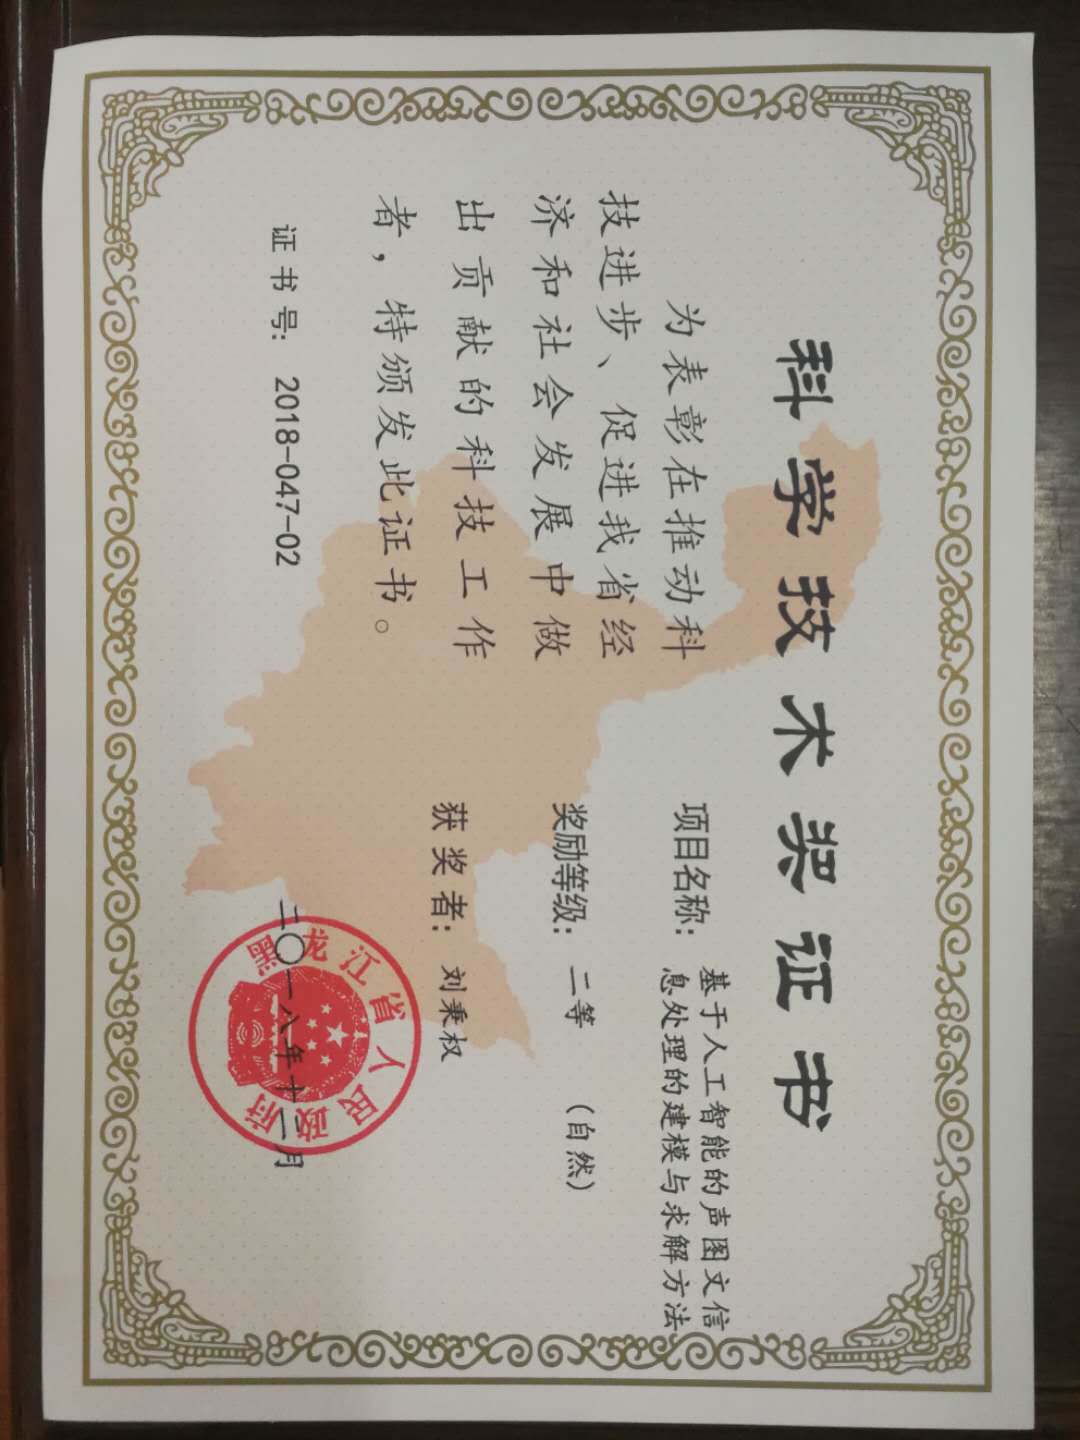 科学技术奖证书
为表彰在推动科
技进步、促进我省经
济和社会发展中做
出贡献的科技工作
者，特颁发此证书。
证书号：2018-047-02
项目名称：基于人工智能的声图文信
息处理的建模与求解方法
奖励等级：二等（自然）
获奖者：刘秉权
黑龙江省人民政府
二〇一八年十二月